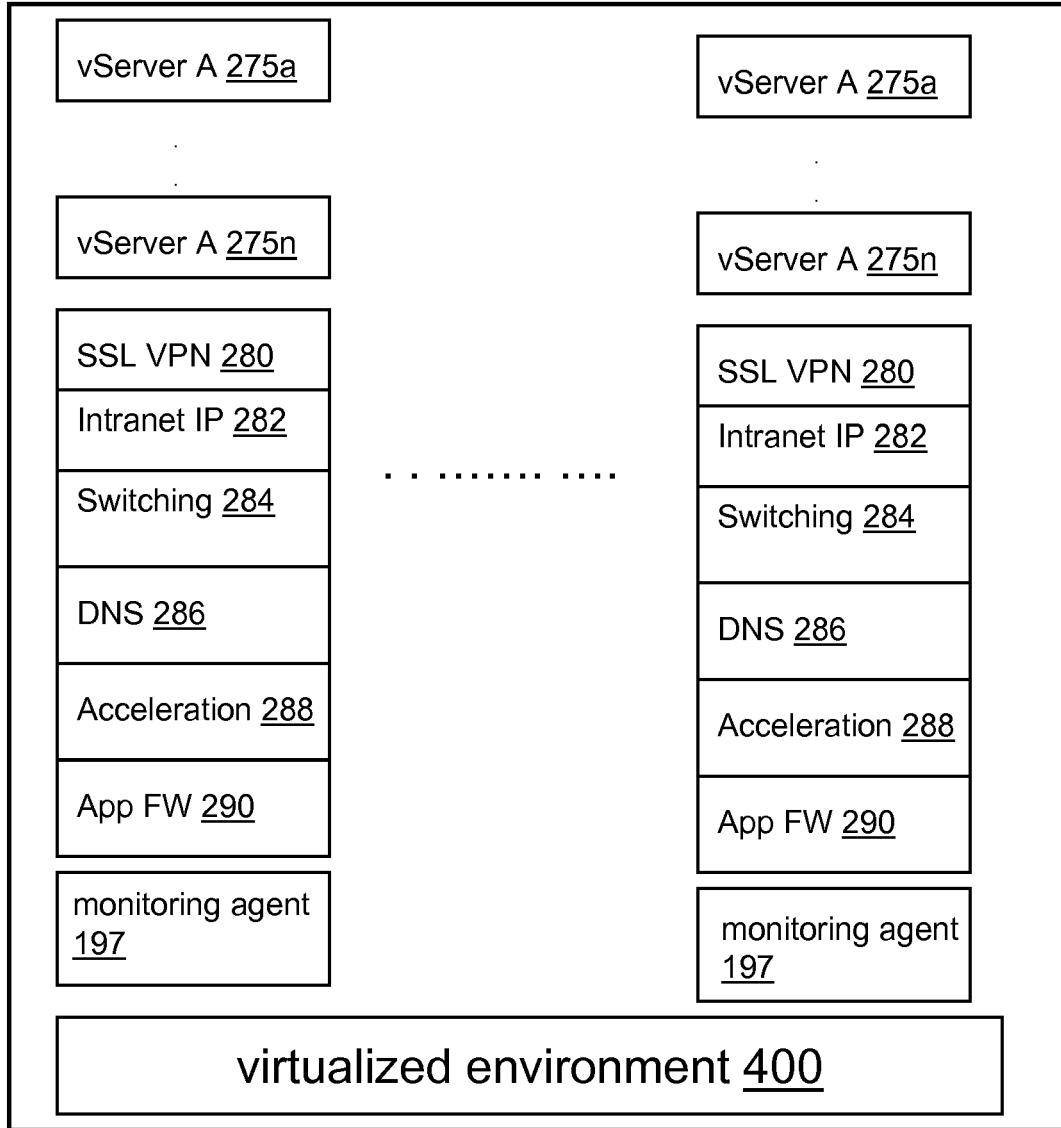 vServer A 275a
vServer A 275n
SSL VPN 280
Intranet IP 282
Switching 284
DNS 286
Acceleration 288
App FW 290
monitoring agent
197
vServer A 275a
vServer A 275n
SSL VPN 280
Intranet IP 282
Switching 284
DNS 286
Acceleration 288
App FW 290
monitoring agent
197
virtualized environment 400